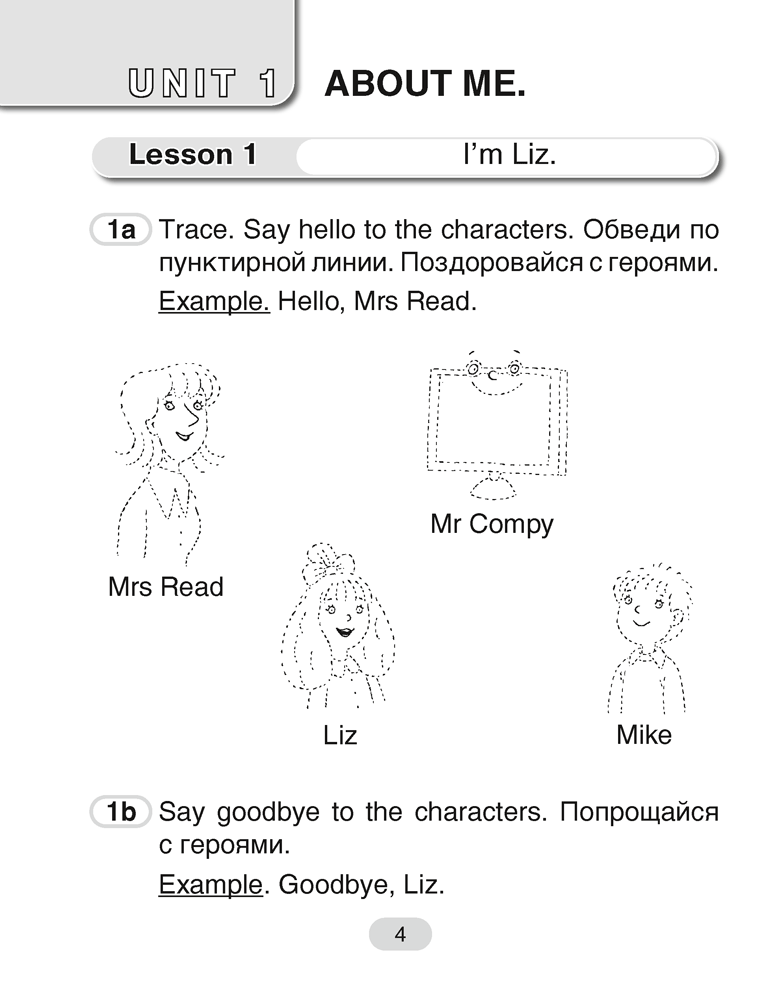 UNIT 1 ABOUT ME.
Lesson 1 I'm Liz.
1a Trace. Say hello to the characters. Обведи по
пунктирной линии. Поздоровайся с героями.
Example. Hello, Mrs Read.
Mr Compy
Mrs Read
Liz
Mike
1b Say goodbye to the characters. Попрощайся
с героями.
Example. Goodbye, Liz.
4